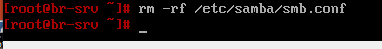 [root@br-srv ~]# rm -rf /etc/samba/smb.conf
[root@br-srv ~]# _